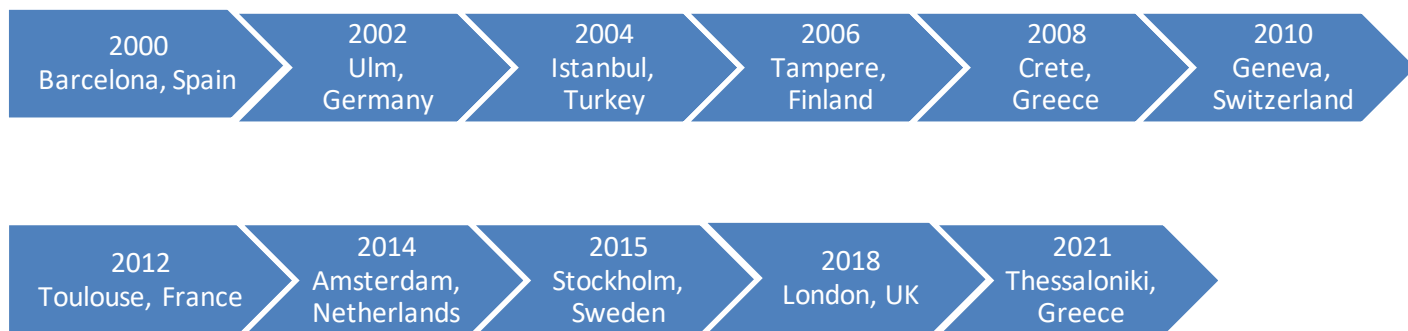 2000
Barcelona, Spain
2002
Ulm,
Germany
2004
Istanbul,
Turkey
2006
Tampere,
Finland
2008
Crete,
Greece
2010
Geneva,
Switzerland
2012
Toulouse, France
2014
Amsterdam,
Netherlands
2015
Stockholm,
Sweden
2018
London, UK
2021
Thessaloniki,
Greece